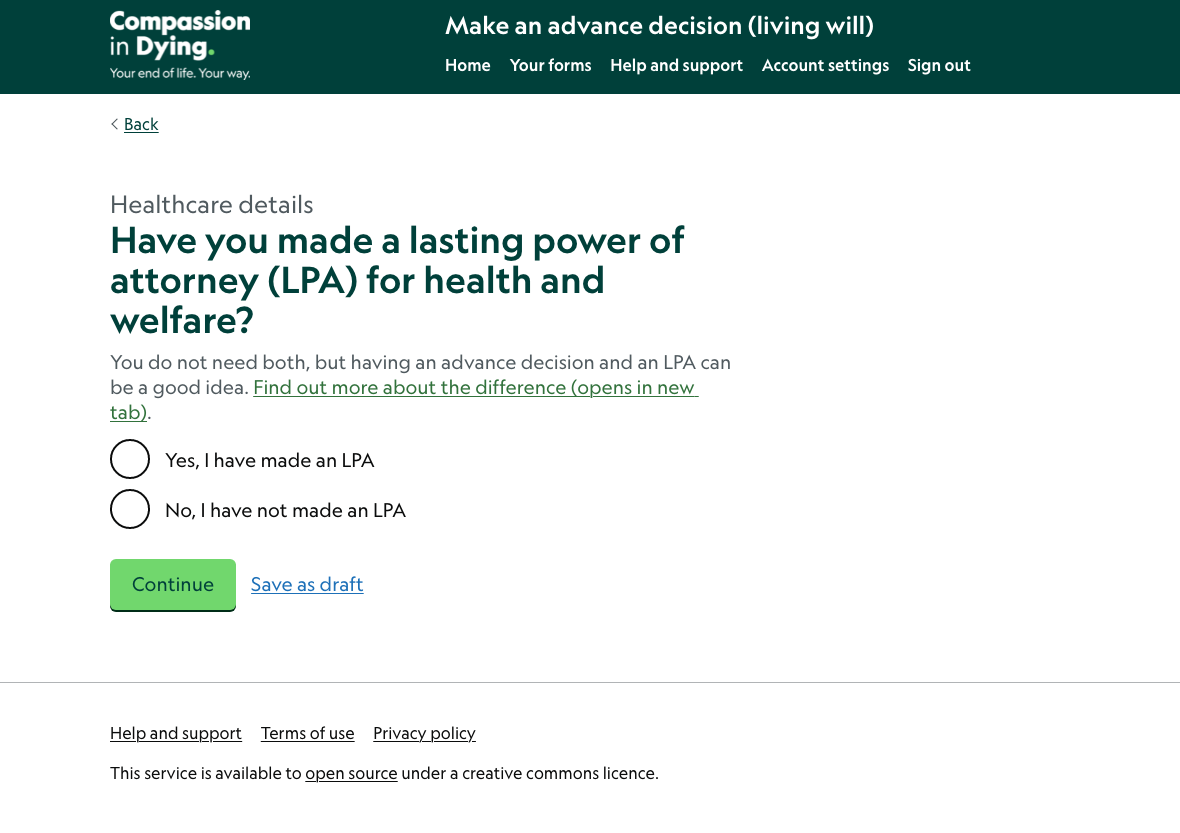 Compassion
in Dying.
Your end of life. Your way.
Make an advance decision (living will)
Home Your forms Help and support Account settings Sign out
< Back
Healthcare details
Have you made a lasting power of
attorney (LPA) for health and
welfare?
You do not need both, but having an advance decision and an LPA can
be a good idea. Find out more about the difference (opens in new
tab).
Yes, I have made an LPA
No, I have not made an LPA
Continue Save as draft
Help and support Terms of use Privacy policy
This service is available to open source under a creative commons licence.